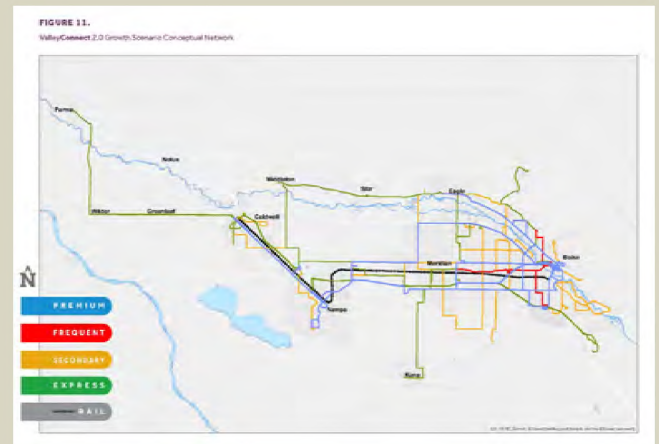 FIGURE 11.
ValleyConnect 2.0 Growth Scenario Conceptual Network
Parma
Notus
Wilder
Greenleaf
Caldwell
Middleton
Star
Eagle
Meridian
Boise
Nampa
Kuna
N
PREMIUM
FREQUENT
SECONDARY
EXPRESS
RAIL